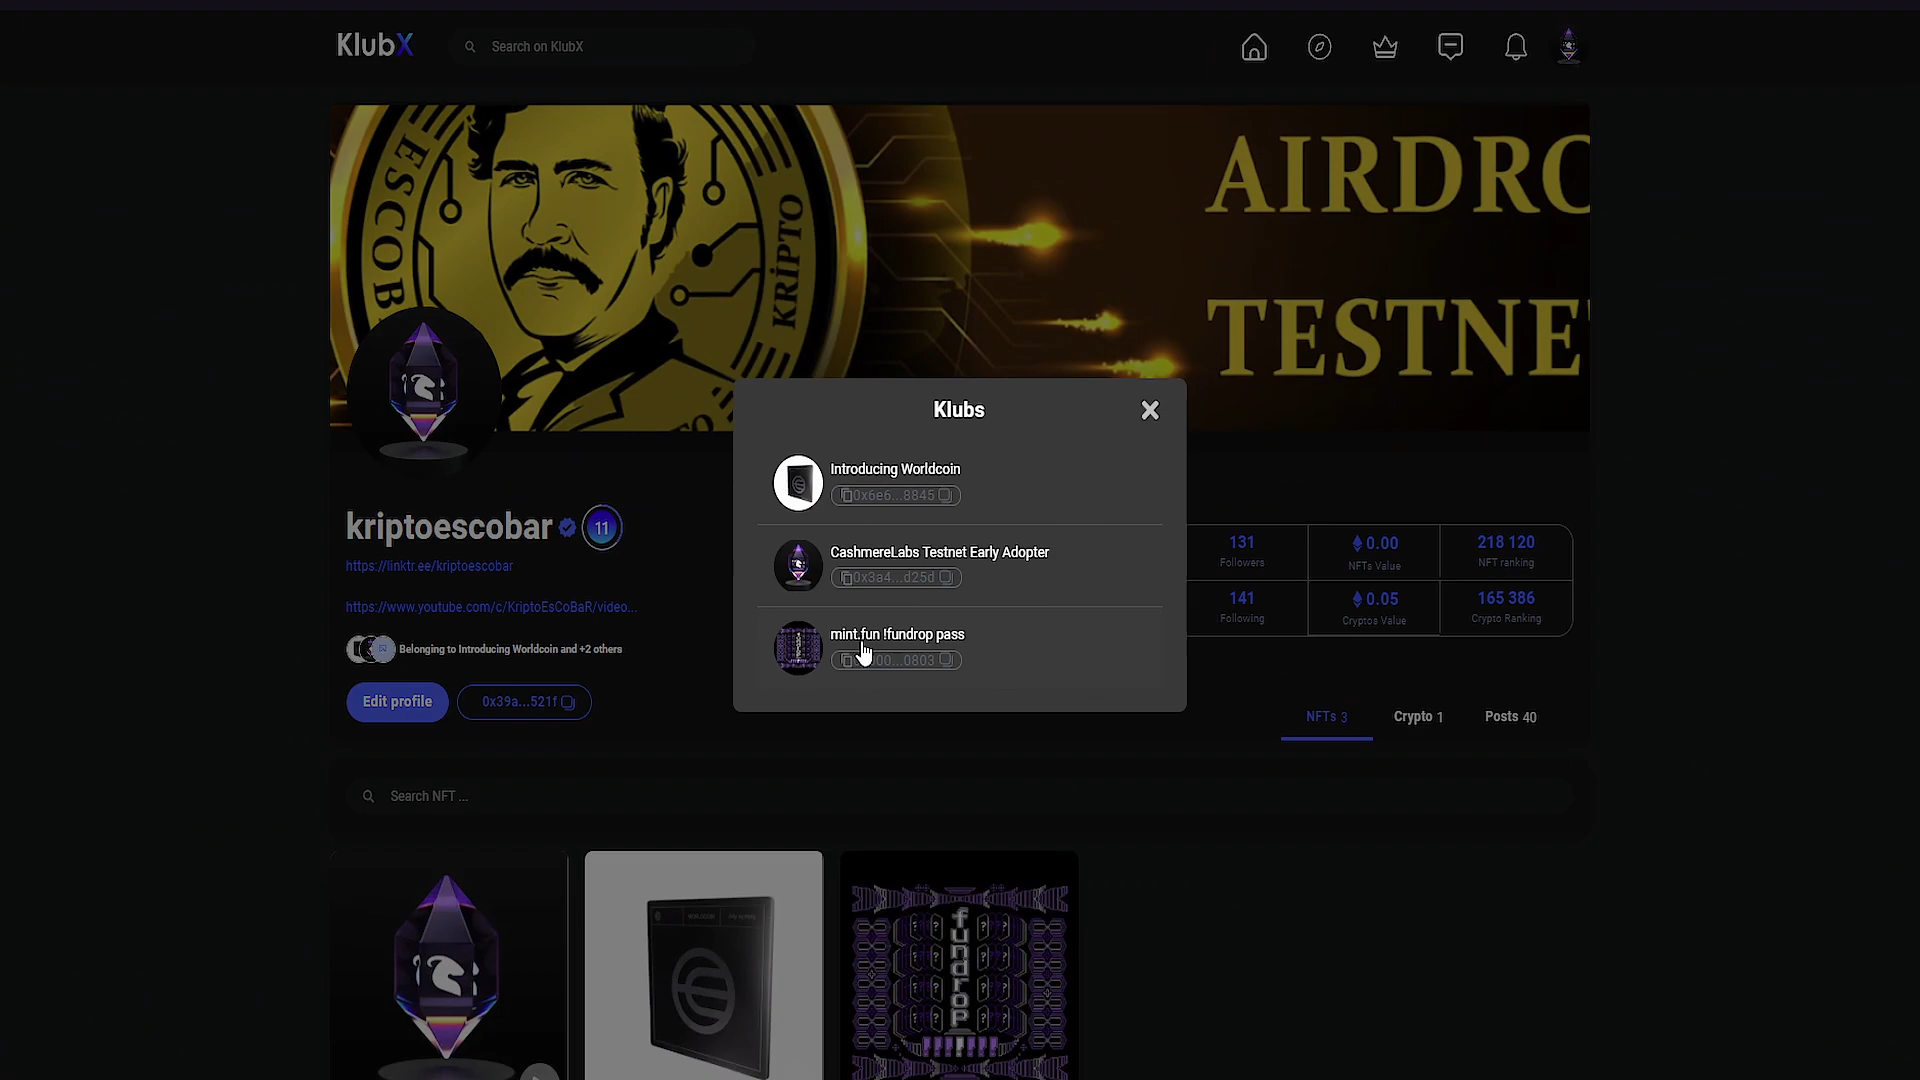 KlubX
Search on KlubX
ESCOBA
KRİPTO
AIRDRO
TESTNE
Klubs
Introducing Worldcoin
0x6e6...8845
CashmereLabs Testnet Early Adopter
0x3a4...d25d
mint.fun !fundrop pass
000...0803
kriptoescobar 11
https://linktr.ee/kriptoescobar
https://www.youtube.com/c/KriptoEsCoBaR/video...
Belonging to Introducing Worldcoin and +2 others
Edit profile
0x39a...521f
131
Followers
0.00
NFTs Value
218 120
NFT ranking
141
Following
0.05
Cryptos Value
165 386
Crypto Ranking
NFTs 3
Crypto 1
Posts 40
Search NFT ...
fundrop